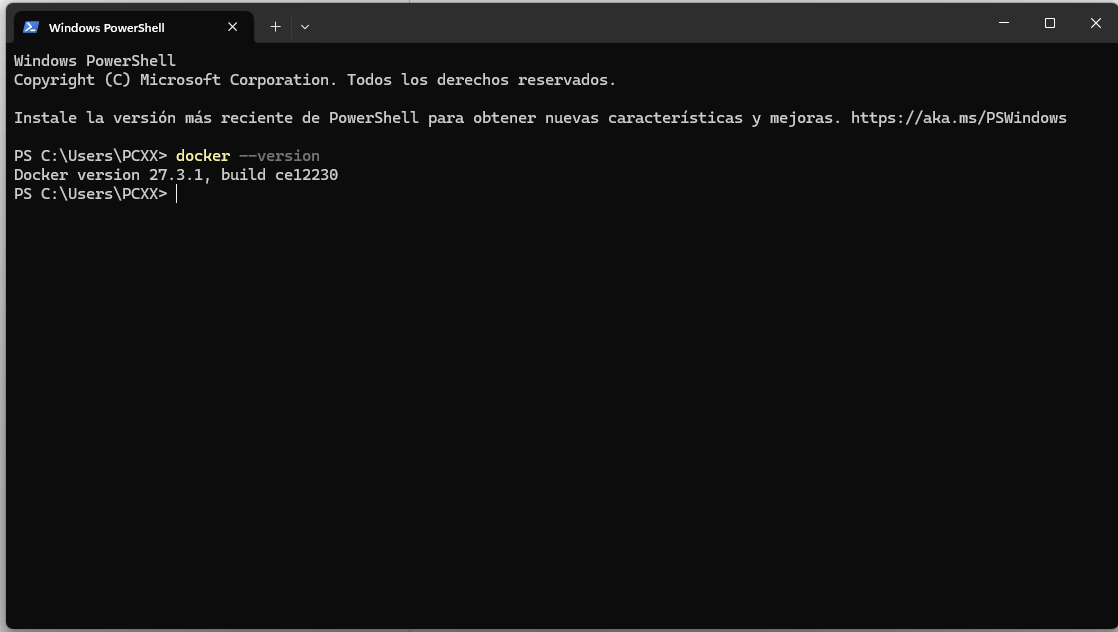 Windows PowerShell
Windows PowerShell
Copyright (C) Microsoft Corporation. Todos los derechos reservados.
Instale la versión más reciente de PowerShell para obtener nuevas características y mejoras. https://aka.ms/PSWindows
PS C:\Users\PCXX> docker --version
Docker version 27.3.1, build ce12230
PS C:\Users\PCXX>